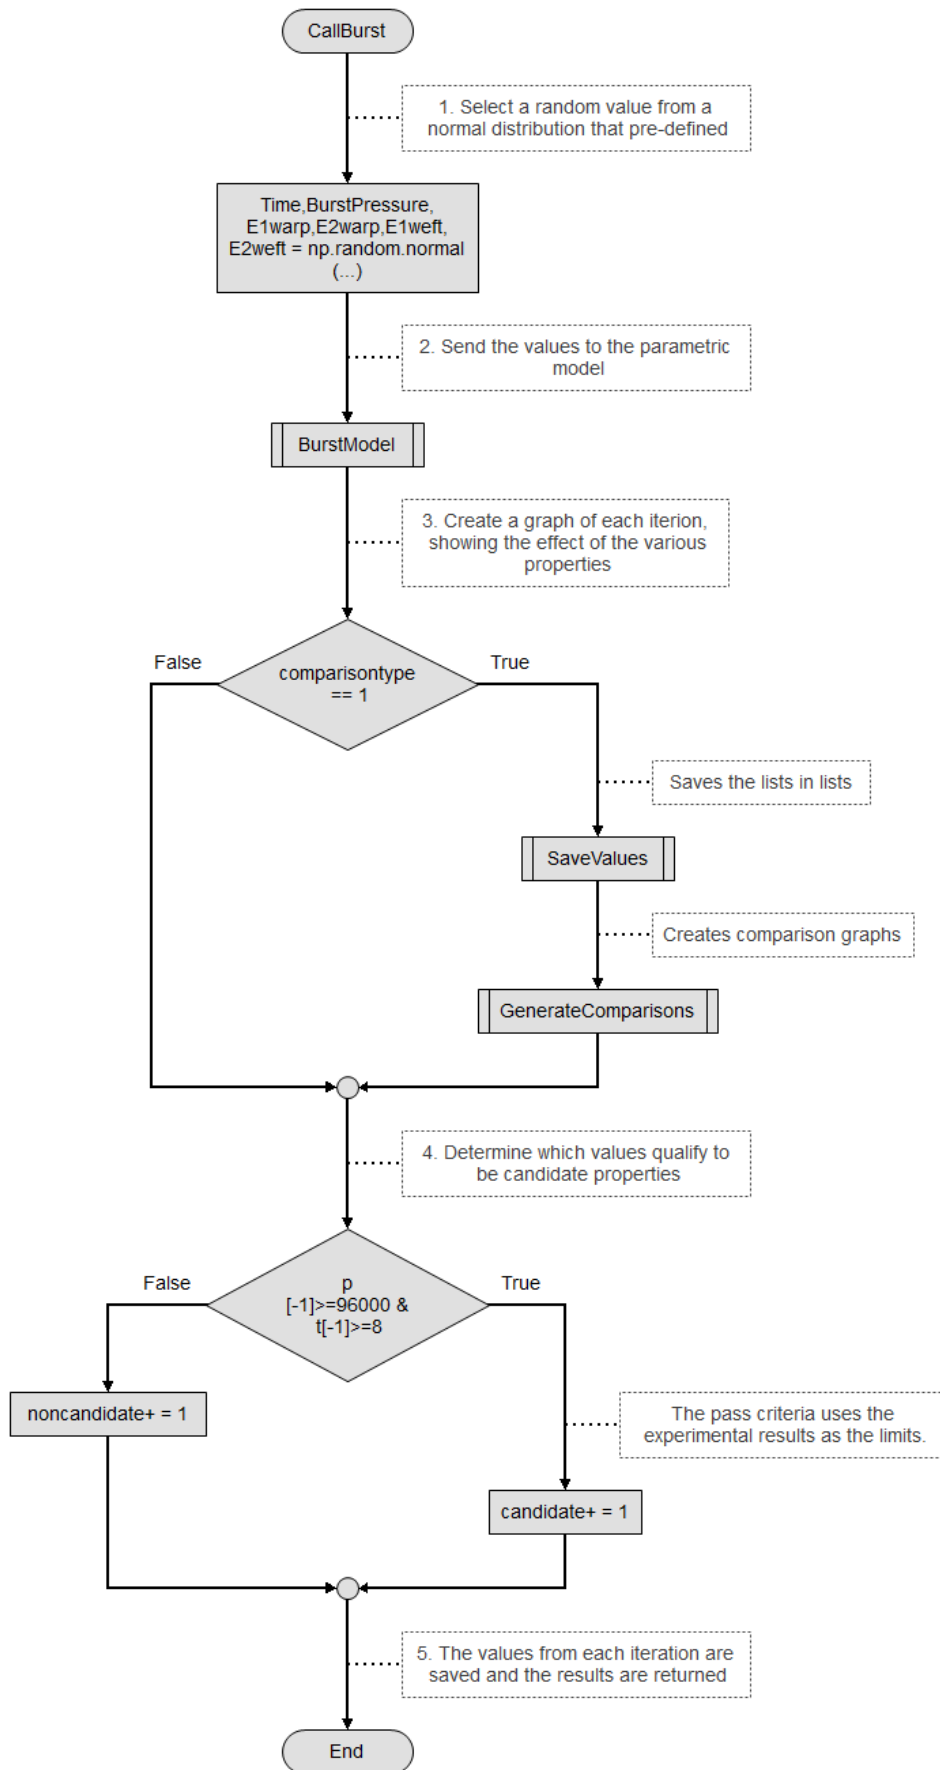 CallBurst
1. Select a random value from a
normal distribution that pre-defined
Time,BurstPressure,
E1warp,E2warp,E1weft,
E2weft = np.random.normal
(...)
2. Send the values to the parametric
model
BurstModel
3. Create a graph of each iterion,
showing the effect of the various
properties
False
True
comparisontype
== 1
Saves the lists in lists
SaveValues
Creates comparison graphs
GenerateComparisons
4. Determine which values qualify to
be candidate properties
False
True
p
[-1]>=96000 &
t[-1]>=8
noncandidate+ = 1
The pass criteria uses the
experimental results as the limits.
candidate+ = 1
5. The values from each iteration are
saved and the results are returned
End